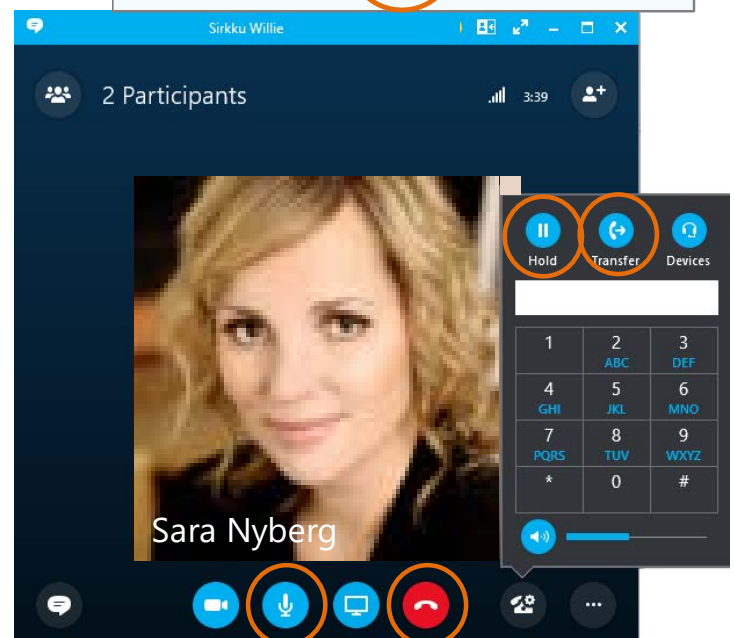 Sirkku Willie
2 Participants
3:39
Hold Transfer Devices
1 2 3
ABC DEF
4 5 6
GHI JKL MNO
7 8 9
PQRS TUV WXYZ
* 0 #
Sara Nyberg